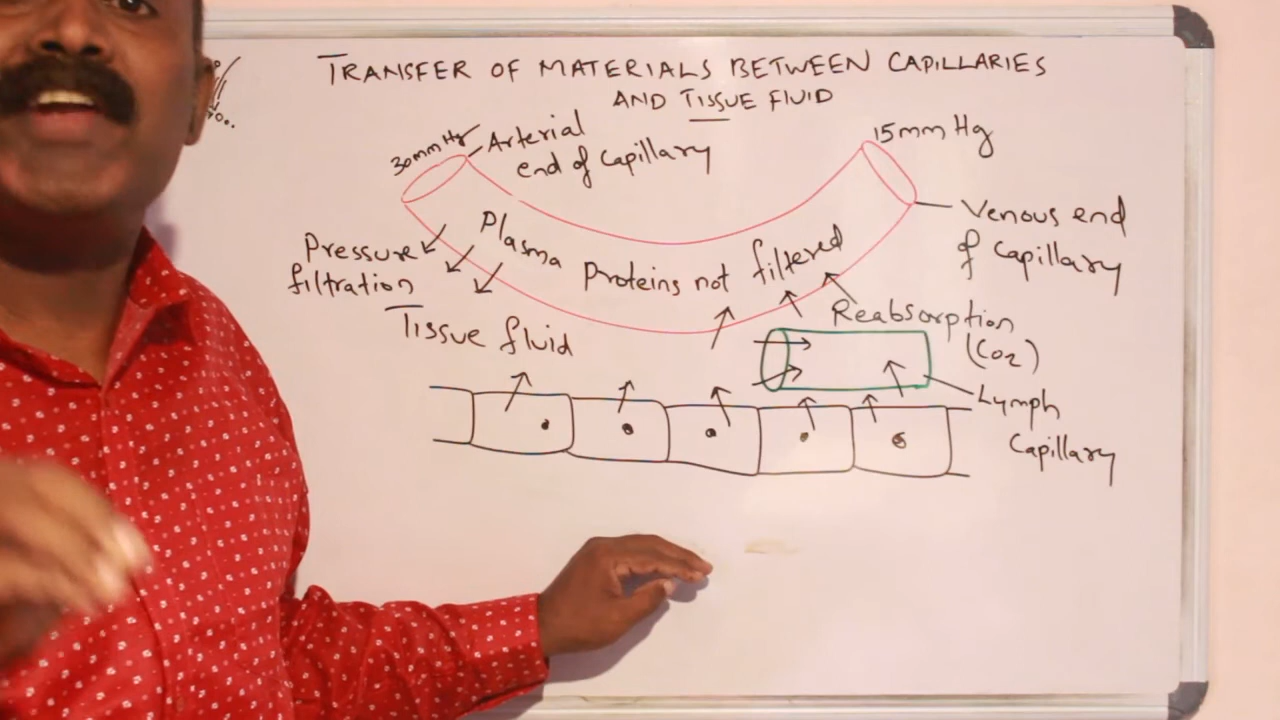 TRANSFER OF MATERIALS BETWEEN CAPILLARIES
AND TISSUE FLUID
30mm Hg
Arterial
end of Capillary
15mm Hg
Venous end
of Capillary
Pressure
filtration
Plasma Proteins not filtered
Tissue fluid
Reabsorption
(CO2)
Lymph
Capillary